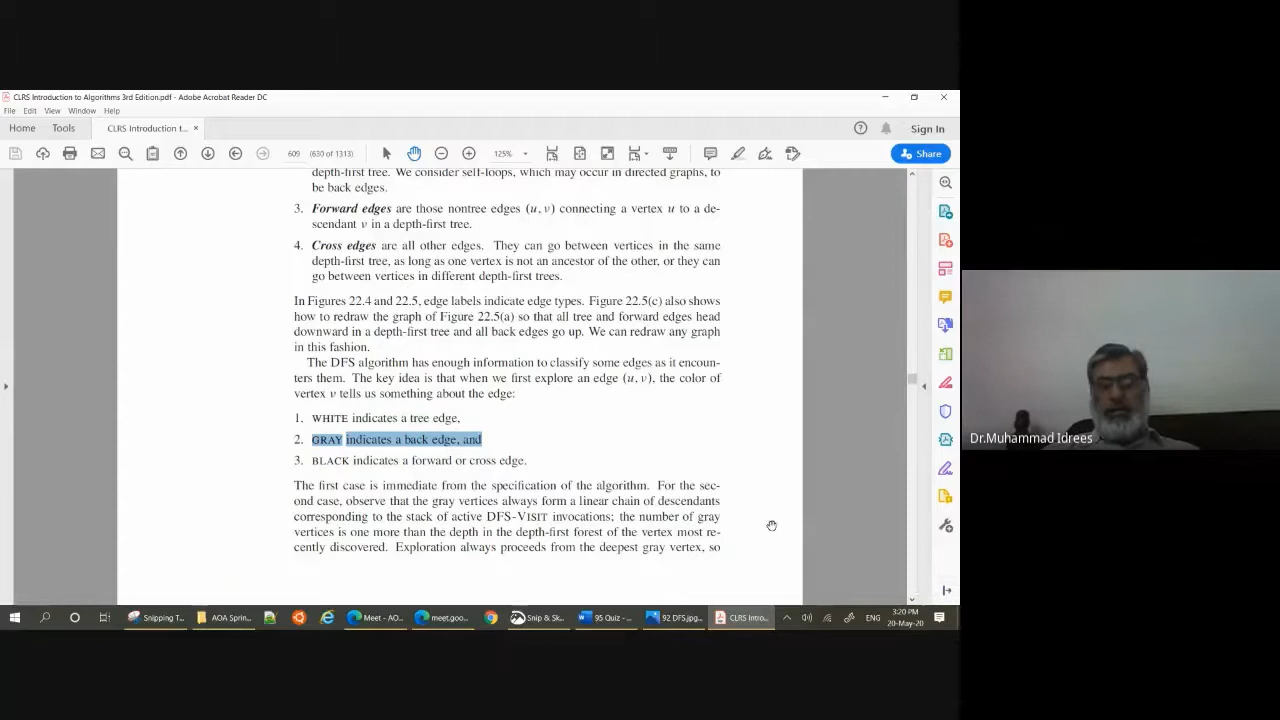 CLRS Introduction to Algorithms 3rd Edition.pdf - Adobe Acrobat Reader DC
File Edit View Window Help
Home Tools CLRS Introduction t... ×
Sign In
609 (630 of 1313) 125% Share
depth-first tree. We consider self-loops, which may occur in directed graphs, to
be back edges.
3. Forward edges are those nontree edges (u, v) connecting a vertex u to a de-
scendant v in a depth-first tree.
4. Cross edges are all other edges. They can go between vertices in the same
depth-first tree, as long as one vertex is not an ancestor of the other, or they can
go between vertices in different depth-first trees.
In Figures 22.4 and 22.5, edge labels indicate edge types. Figure 22.5(c) also shows
how to redraw the graph of Figure 22.5(a) so that all tree and forward edges head
downward in a depth-first tree and all back edges go up. We can redraw any graph
in this fashion.
The DFS algorithm has enough information to classify some edges as it encoun-
ters them. The key idea is that when we first explore an edge (u, v), the color of
vertex v tells us something about the edge:
1. WHITE indicates a tree edge,
2. GRAY indicates a back edge, and
3. BLACK indicates a forward or cross edge.
The first case is immediate from the specification of the algorithm. For the sec-
ond case, observe that the gray vertices always form a linear chain of descendants
corresponding to the stack of active DFS-VISIT invocations; the number of gray
vertices is one more than the depth in the depth-first forest of the vertex most re-
cently discovered. Exploration always proceeds from the deepest gray vertex, so
Dr.Muhammad Idrees
Snipping T... AOA Sprin... Meet - AO... meet.goo... Snip & Sk... 95 Quiz - ... 92 DFS.jpg... CLRS Intro... ENG
3:20 PM
20-May-20